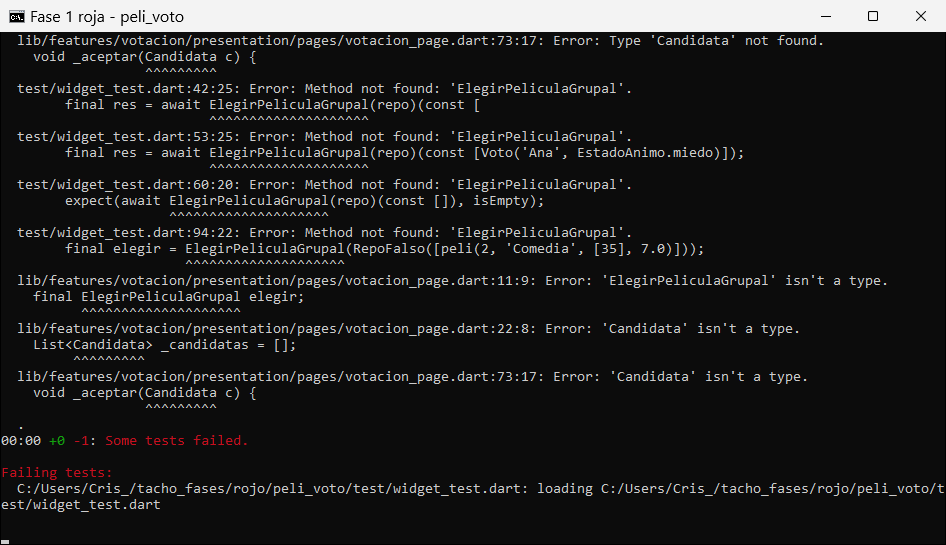 Fase 1 roja - peli_voto
lib/features/votacion/presentation/pages/votacion_page.dart:73:17: Error: Type 'Candidata' not found.
void _aceptar(Candidata c) {
^^^^^^^^^
test/widget_test.dart:42:25: Error: Method not found: 'ElegirPeliculaGrupal'.
final res = await ElegirPeliculaGrupal(repo)(const [
^^^^^^^^^^^^^^^^^^^^
test/widget_test.dart:53:25: Error: Method not found: 'ElegirPeliculaGrupal'.
final res = await ElegirPeliculaGrupal(repo)(const [Voto('Ana', EstadoAnimo.miedo)]);
^^^^^^^^^^^^^^^^^^^^
test/widget_test.dart:60:20: Error: Method not found: 'ElegirPeliculaGrupal'.
expect(await ElegirPeliculaGrupal(repo)(const []), isEmpty);
^^^^^^^^^^^^^^^^^^^^
test/widget_test.dart:94:22: Error: Method not found: 'ElegirPeliculaGrupal'.
final elegir = ElegirPeliculaGrupal(RepoFalso([peli(2, 'Comedia', [35], 7.0)]));
^^^^^^^^^^^^^^^^^^^^
lib/features/votacion/presentation/pages/votacion_page.dart:11:9: Error: 'ElegirPeliculaGrupal' isn't a type.
final ElegirPeliculaGrupal elegir;
^^^^^^^^^^^^^^^^^^^^
lib/features/votacion/presentation/pages/votacion_page.dart:22:8: Error: 'Candidata' isn't a type.
List<Candidata> _candidatas = [];
^^^^^^^^^
lib/features/votacion/presentation/pages/votacion_page.dart:73:17: Error: 'Candidata' isn't a type.
void _aceptar(Candidata c) {
^^^^^^^^^
.
00:00 +0 -1: Some tests failed.
Failing tests:
C:/Users/Cris_/tacho_fases/rojo/peli_voto/test/widget_test.dart: loading C:/Users/Cris_/tacho_fases/rojo/peli_voto/t
est/widget_test.dart